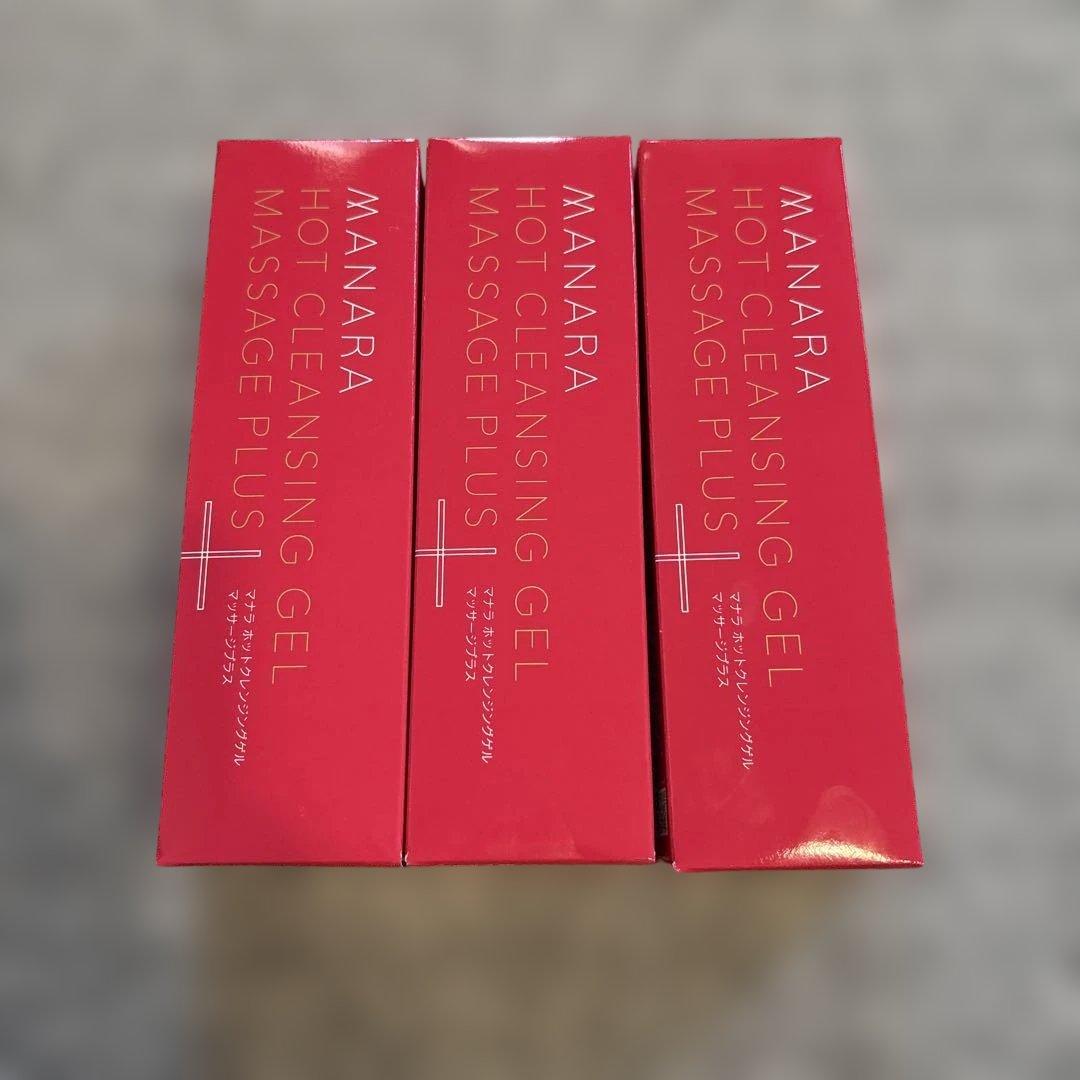 MANARA
HOT CLEANSING GEL
MASSAGE PLUS
マナラ ホットクレンジングゲル
マッサージプラス
MANARA
HOT CLEANSING GEL
MASSAGE PLUS
マナラ ホットクレンジングゲル
マッサージプラス
MANARA
HOT CLEANSING GEL
MASSAGE PLUS
マナラ ホットクレンジングゲル
マッサージプラス